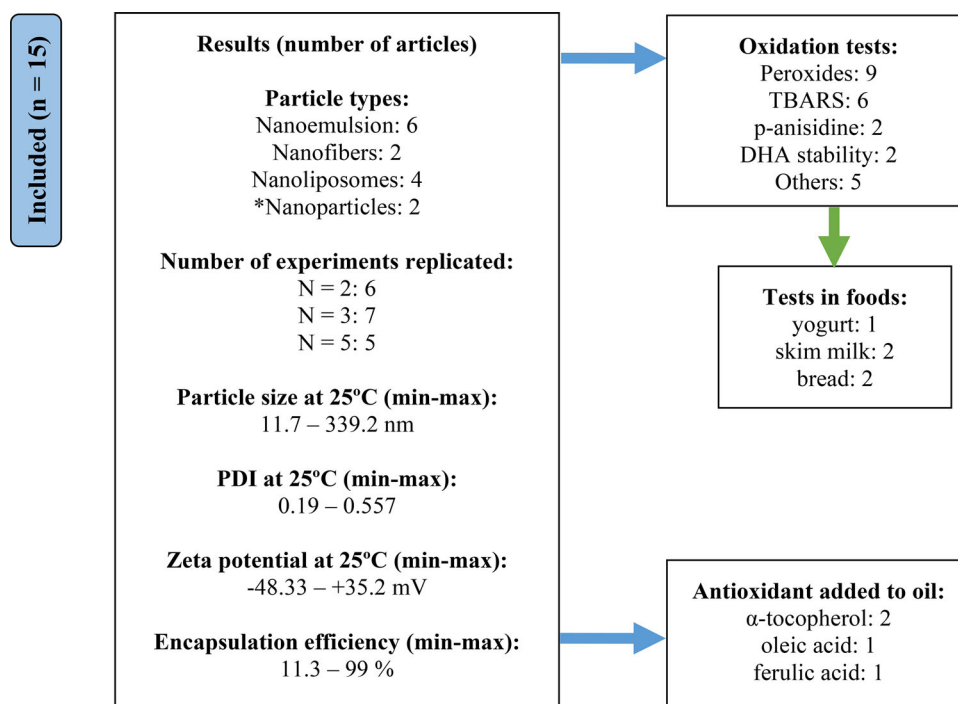 Included (n = 15)
Results (number of articles)
Particle types:
Nanoemulsion: 6
Nanofibers: 2
Nanoliposomes: 4
*Nanoparticles: 2
Number of experiments replicated:
N = 2: 6
N = 3: 7
N = 5: 5
Particle size at 25ºC (min-max):
11.7 – 339.2 nm
PDI at 25ºC (min-max):
0.19 – 0.557
Zeta potential at 25ºC (min-max):
-48.33 – +35.2 mV
Encapsulation efficiency (min-max):
11.3 – 99 %
Oxidation tests:
Peroxides: 9
TBARS: 6
p-anisidine: 2
DHA stability: 2
Others: 5
Tests in foods:
yogurt: 1
skim milk: 2
bread: 2
Antioxidant added to oil:
α-tocopherol: 2
oleic acid: 1
ferulic acid: 1